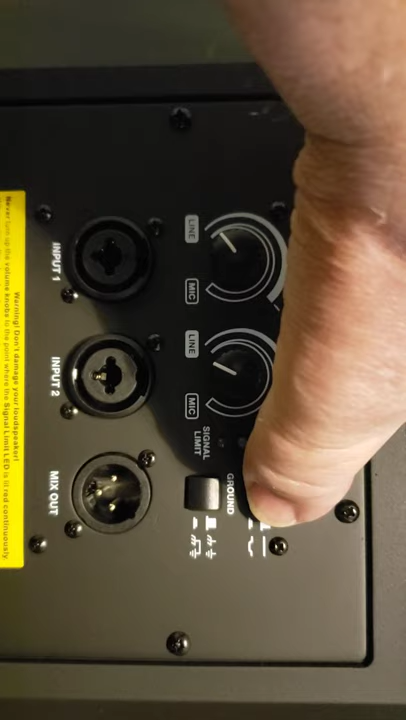 Warning! Don't damage your loudspeaker!
Never turn up the volume knobs to the point where the Signal Limit LED is lit red continuously.
INPUT 1
LINE
MIC
INPUT 2
LINE
MIC
SIGNAL
LIMIT
MIX OUT
GROUND